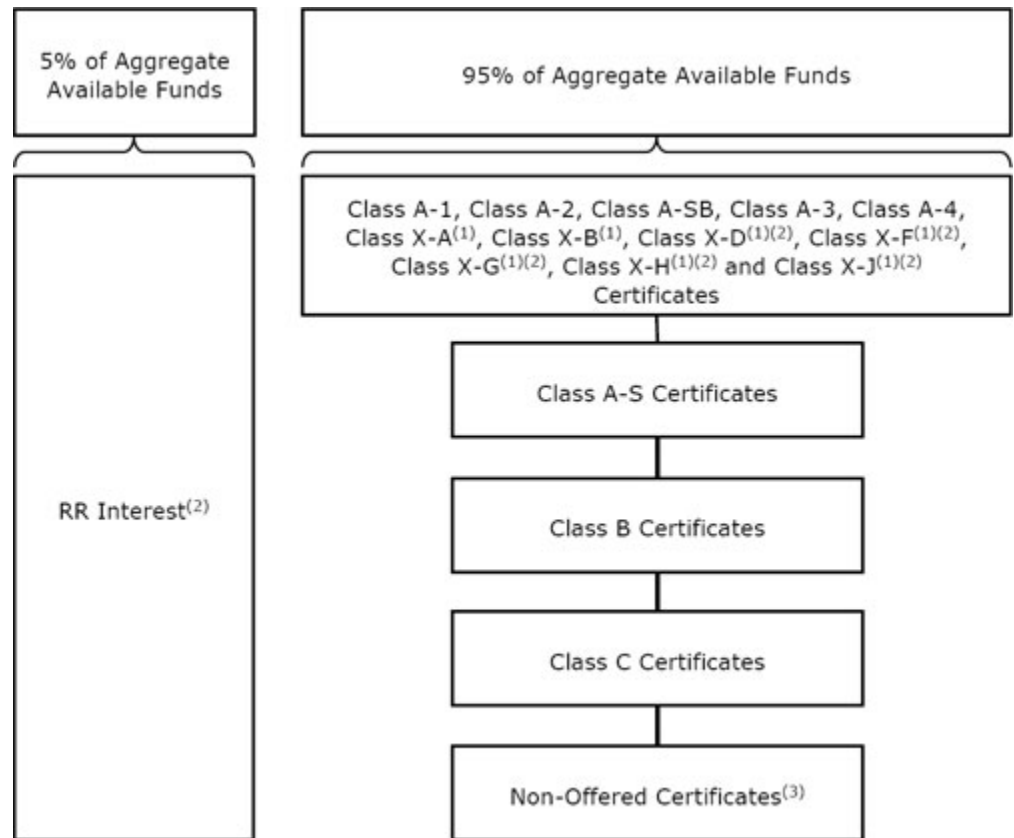 5% of Aggregate
Available Funds
95% of Aggregate Available Funds
RR Interest(2)
Class A-1, Class A-2, Class A-SB, Class A-3, Class A-4,
Class X-A(1), Class X-B(1), Class X-D(1)(2), Class X-F(1)(2),
Class X-G(1)(2), Class X-H(1)(2) and Class X-J(1)(2)
Certificates
Class A-S Certificates
Class B Certificates
Class C Certificates
Non-Offered Certificates(3)